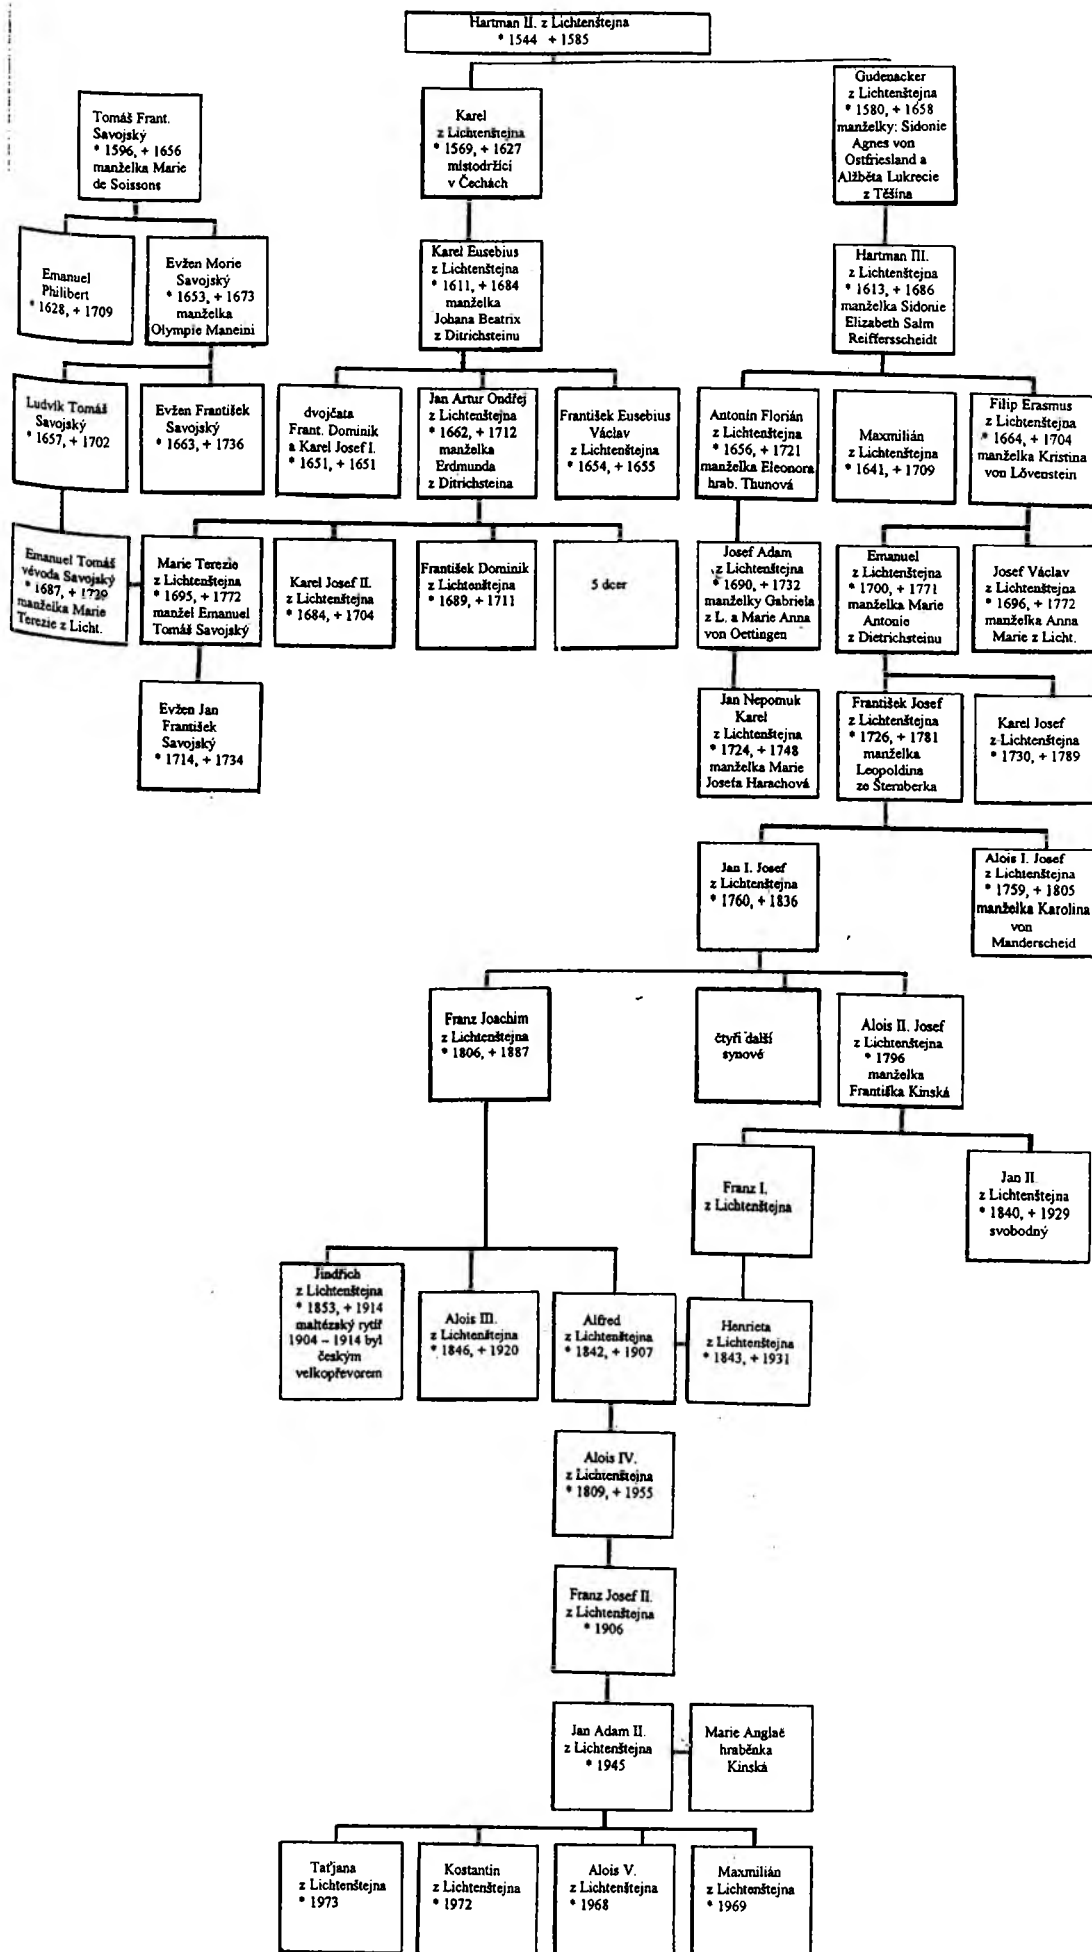 Hartman II. z Lichtenštejna
* 1544 + 1585
Tomáš Frant.
Savojský
* 1596, + 1656
manželka Marie
de Soissons
Karel
z Lichtenštejna
* 1569, + 1627
místodržící
v Čechách
Gudenacker
z Lichtenštejna
* 1580, + 1658
manželky: Sidonie
Agnes von
Ostfriesland a
Alžběta Lukrecie
z Těšína
Emanuel
Philibert
* 1628, + 1709
Evžen Morie
Savojský
* 1653, + 1673
manželka
Olympie Maneini
Karel Eusebius
z Lichtenštejna
* 1611, + 1684
manželka
Johana Beatrix
z Ditrichsteinu
Hartman III.
z Lichtenštejna
* 1613, + 1686
manželka Sidonie
Elizabeth Salm
Reiffersscheidt
Ludvík Tomáš
Savojský
* 1657, + 1702
Evžen František
Savojský
* 1663, + 1736
dvojčata
Frant. Dominik
a Karel Josef I.
* 1651, + 1651
Jan Artur Ondřej
z Lichtenštejna
* 1662, + 1712
manželka
Erdmunda
z Ditrichsteina
František Eusebius
Václav
z Lichtenštejna
* 1654, + 1655
Antonín Florián
z Lichtenštejna
* 1656, + 1721
manželka Eleonora
hrab. Thunová
Maxmilián
z Lichtenštejna
* 1641, + 1709
Filip Erasmus
z Lichtenštejna
* 1664, + 1704
manželka Kristina
von Lövenstein
Emanuel Tomáš
vévoda Savojský
* 1687, + 1729
manželka Marie
Terezie z Licht.
Marie Terezie
z Lichtenštejna
* 1695, + 1772
manžel Emanuel
Tomáš Savojský
Karel Josef II.
z Lichtenštejna
* 1684, + 1704
František Dominik
z Lichtenštejna
* 1689, + 1711
5 dcer
Josef Adam
z Lichtenštejna
* 1690, + 1732
manželky Gabriela
z L. a Marie Anna
von Oettingen
Emanuel
z Lichtenštejna
* 1700, + 1771
manželka Marie
Antonie
z Dietrichsteinu
Josef Václav
z Lichtenštejna
* 1696, + 1772
manželka Anna
Marie z Licht.
Evžen Jan
František
Savojský
* 1714, + 1734
Jan Nepomuk
Karel
z Lichtenštejna
* 1724, + 1748
manželka Marie
Josefa Harachová
František Josef
z Lichtenštejna
* 1726, + 1781
manželka
Leopoldina
ze Šternberka
Karel Josef
z Lichtenštejna
* 1730, + 1789
Jan I. Josef
z Lichtenštejna
* 1760, + 1836
Alois I. Josef
z Lichtenštejna
* 1759, + 1805
manželka Karolina
von
Manderscheid
Franz Joachim
z Lichtenštejna
* 1806, + 1887
čtyři další
synové
Alois II. Josef
z Lichtenštejna
* 1796
manželka
Františka Kinská
Franz I.
z Lichtenštejna
Jan II.
z Lichtenštejna
* 1840, + 1929
svobodný
Jindřich
z Lichtenštejna
* 1853, + 1914
maltézský rytíř
1904 – 1914 byl
českým
velkopřevorem
Alois III.
z Lichtenštejna
* 1846, + 1920
Alfred
z Lichtenštejna
* 1842, + 1907
Henrieta
z Lichtenštejna
* 1843, + 1931
Alois IV.
z Lichtenštejna
* 1809, + 1955
Franz Josef II.
z Lichtenštejna
* 1906
Jan Adam II.
z Lichtenštejna
* 1945
Marie Anglaë
hraběnka
Kinská
Taťjana
z Lichtenštejna
* 1973
Kostantin
z Lichtenštejna
* 1972
Alois V.
z Lichtenštejna
* 1968
Maxmilián
z Lichtenštejna
* 1969